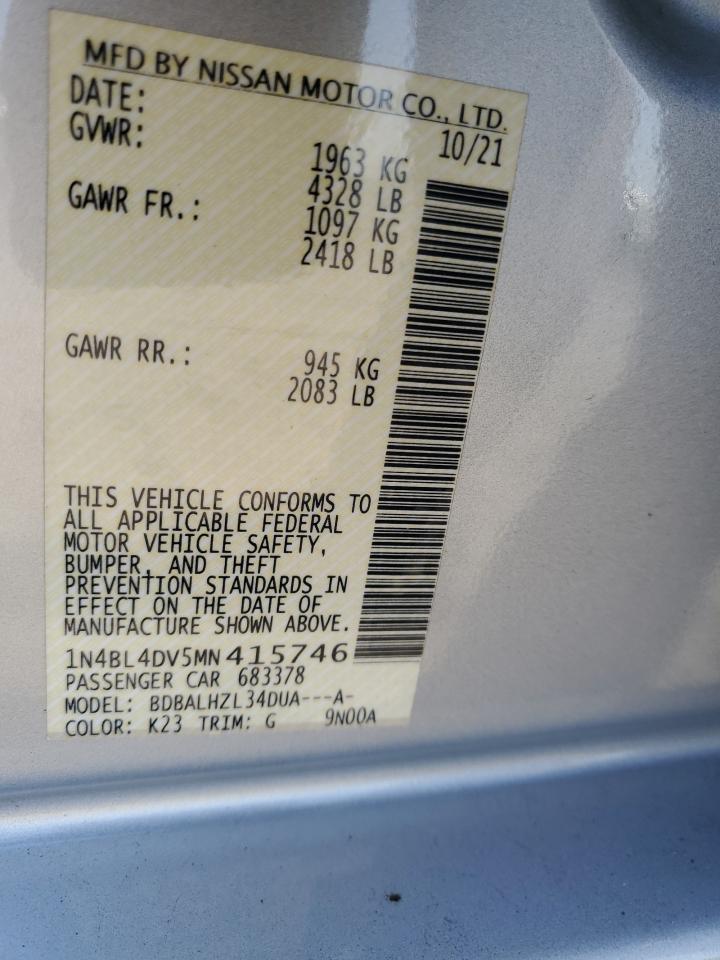 MFD BY NISSAN MOTOR CO., LTD.
DATE: 10/21
GVWR: 1963 KG
4328 LB
GAWR FR.: 1097 KG
2418 LB
GAWR RR.: 945 KG
2083 LB
THIS VEHICLE CONFORMS TO
ALL APPLICABLE FEDERAL
MOTOR VEHICLE SAFETY,
BUMPER, AND THEFT
PREVENTION STANDARDS IN
EFFECT ON THE DATE OF
MANUFACTURE SHOWN ABOVE.
1N4BL4DV5MN415746
PASSENGER CAR 683378
MODEL: BDBALHZL34DUA---A-
COLOR: K23 TRIM: G 9N00A